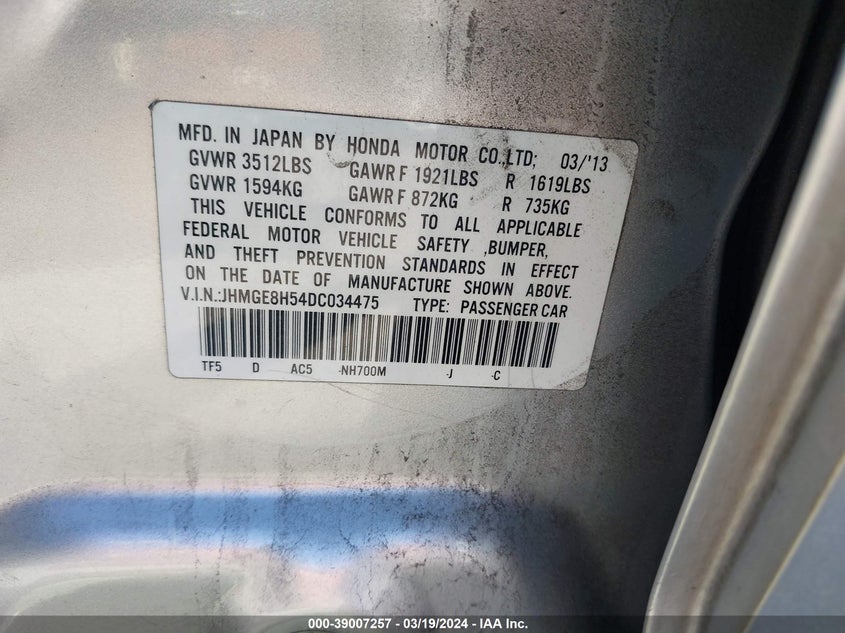 MFD. IN JAPAN BY HONDA MOTOR CO.,LTD; 03/'13
GVWR 3512LBS GAWR F 1921LBS R 1619LBS
GVWR 1594KG GAWR F 872KG R 735KG
THIS VEHICLE CONFORMS TO ALL APPLICABLE
FEDERAL MOTOR VEHICLE SAFETY ,BUMPER,
AND THEFT PREVENTION STANDARDS IN EFFECT
ON THE DATE OF MANUFACTURE SHOWN ABOVE.
V.I.N.:JHMGE8H54DC034475 TYPE: PASSENGER CAR
TF5 D AC5 -NH700M -J -C
000-39007257 - 03/19/2024 - IAA Inc.